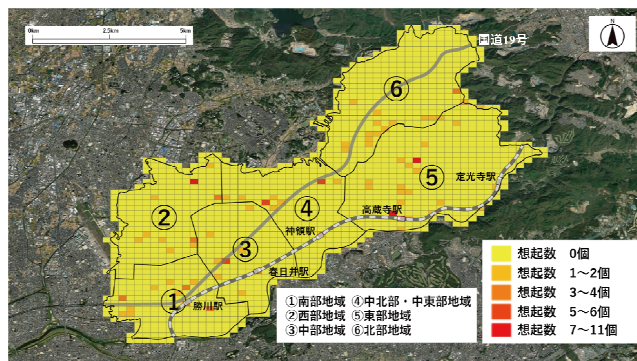 0km 2.5km 5km
N
国道19号
⑥
⑤
定光寺駅
②
④
高蔵寺駅
神領駅
③
春日井駅
①
勝川駅
①南部地域 ④中北部・中東部地域
②西部地域 ⑤東部地域
③中部地域 ⑥北部地域
想起数 0個
想起数 1～2個
想起数 3～4個
想起数 5～6個
想起数 7～11個